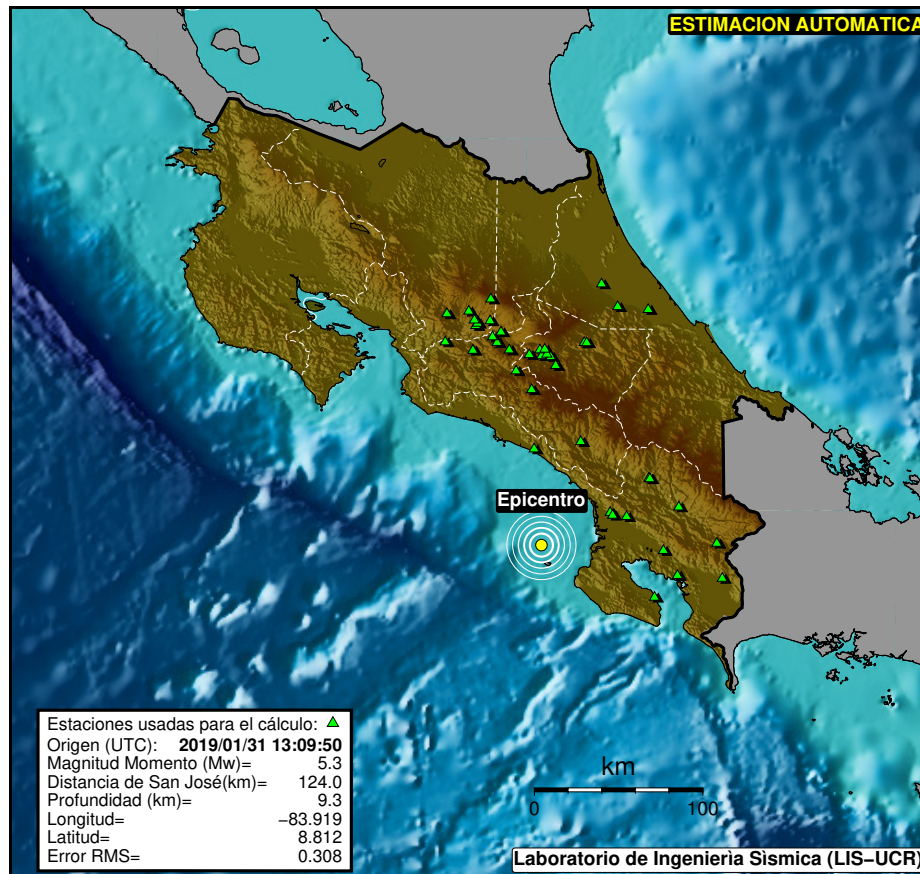 ESTIMACION AUTOMATICA
Epicentro
Estaciones usadas para el cálculo:
Origen (UTC): 2019/01/31 13:09:50
Magnitud Momento (Mw)= 5.3
Distancia de San José(km)= 124.0
Profundidad (km)= 9.3
Longitud= −83.919
Latitud= 8.812
Error RMS= 0.308
km
0 100
Laboratorio de Ingenierìa Sìsmica (LIS−UCR)